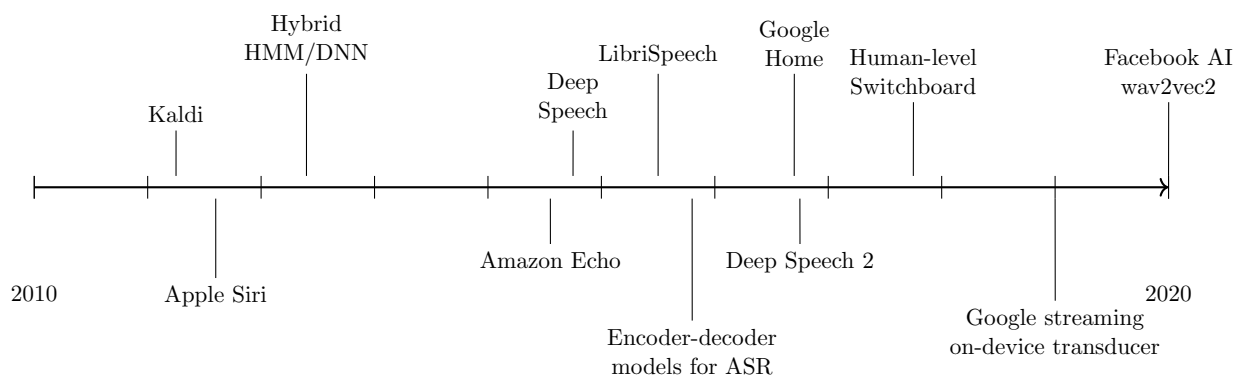 Hybrid
HMM/DNN
Kaldi
Deep
Speech
LibriSpeech
Google
Home
Human-level
Switchboard
Facebook AI
wav2vec2
2010
Apple Siri
Amazon Echo
Encoder-decoder
models for ASR
Deep Speech 2
Google streaming
on-device transducer
2020